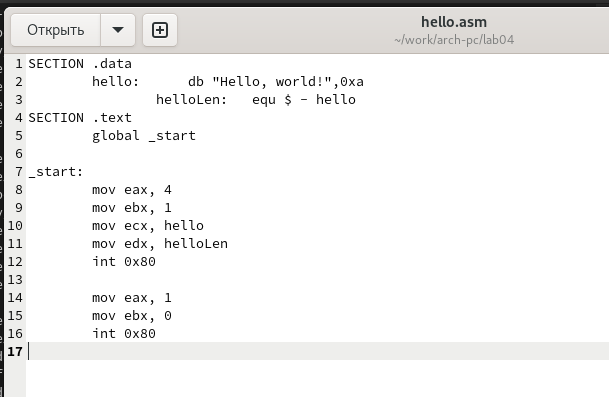 Открыть
hello.asm
~/work/arch-pc/lab04
1 SECTION .data
2         hello:      db "Hello, world!",0xa
3                 helloLen:   equ $ - hello
4 SECTION .text
5         global _start
6
7 _start:
8         mov eax, 4
9         mov ebx, 1
10         mov ecx, hello
11         mov edx, helloLen
12         int 0x80
13
14         mov eax, 1
15         mov ebx, 0
16         int 0x80
17